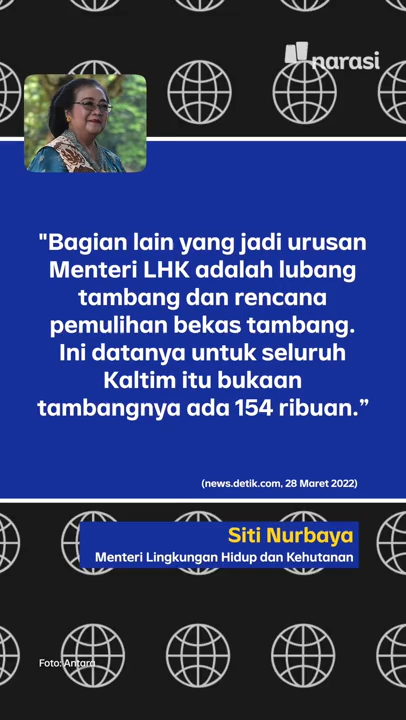 narasi
"Bagian lain yang jadi urusan
Menteri LHK adalah lubang
tambang dan rencana
pemulihan bekas tambang.
Ini datanya untuk seluruh
Kaltim itu bukaan
tambangnya ada 154 ribuan.”
(news.detik.com, 28 Maret 2022)
Siti Nurbaya
Menteri Lingkungan Hidup dan Kehutanan
Foto: Antara